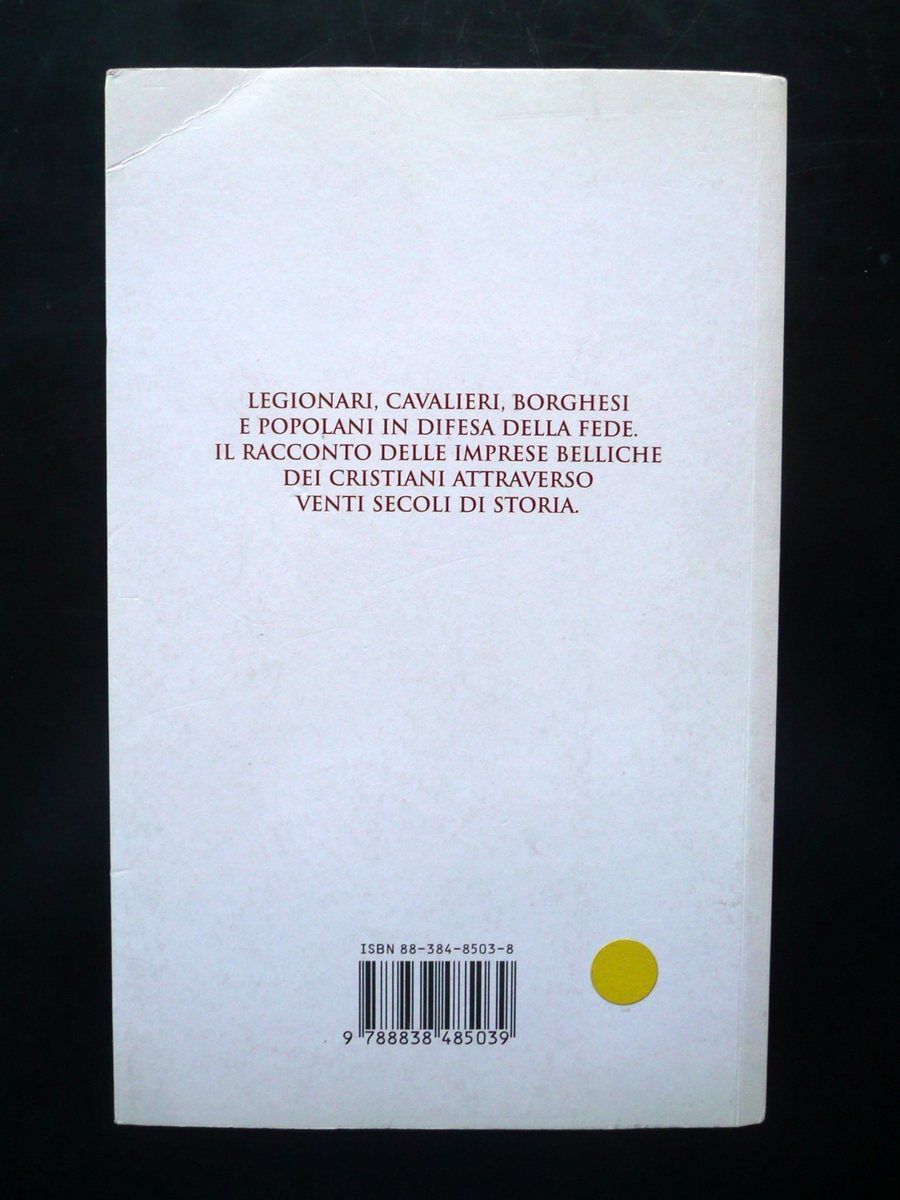 LEGIONARI, CAVALIERI, BORGHESI
E POPOLANI IN DIFESA DELLA FEDE.
IL RACCONTO DELLE IMPRESE BELLICHE
DEI CRISTIANI ATTRAVERSO
VENTI SECOLI DI STORIA.
ISBN 88-384-8503-8
9 788838 485039